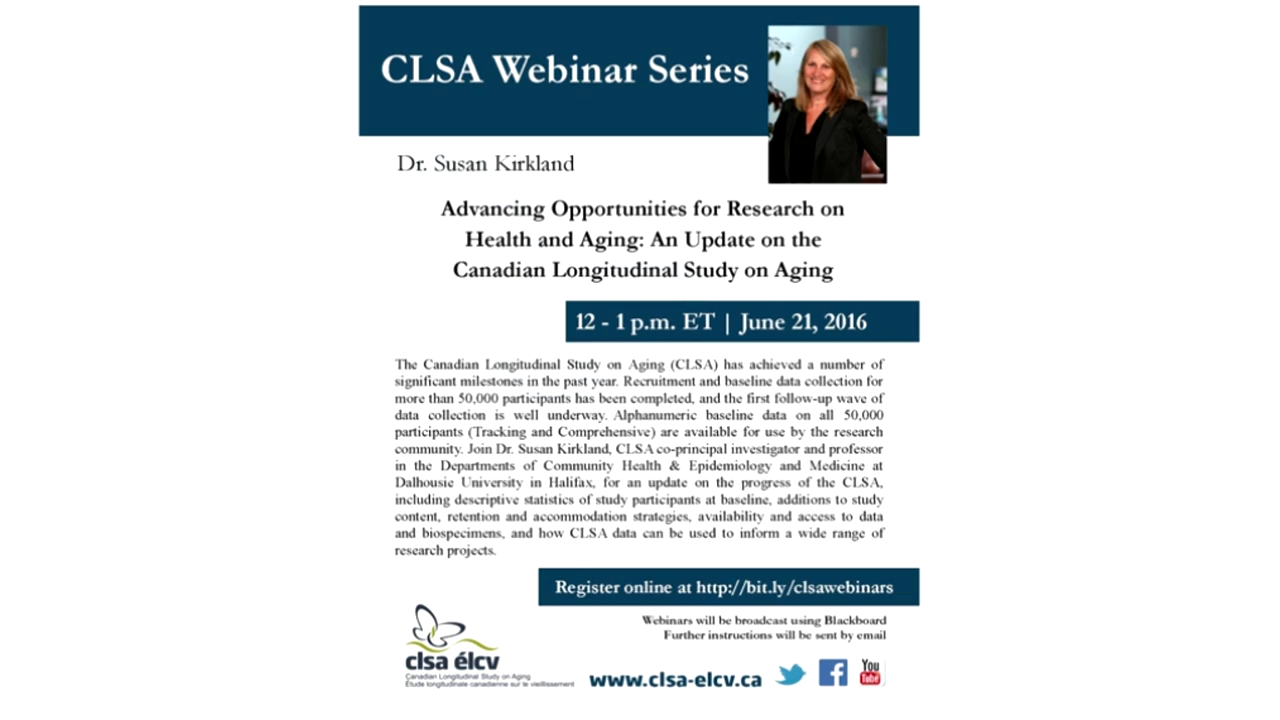 CLSA Webinar Series
Dr. Susan Kirkland
Advancing Opportunities for Research on
Health and Aging: An Update on the
Canadian Longitudinal Study on Aging
12 - 1 p.m. ET | June 21, 2016
The Canadian Longitudinal Study on Aging (CLSA) has achieved a number of
significant milestones in the past year. Recruitment and baseline data collection for
more than 50,000 participants has been completed, and the first follow-up wave of
data collection is well underway. Alphanumeric baseline data on all 50,000
participants (Tracking and Comprehensive) are available for use by the research
community. Join Dr. Susan Kirkland, CLSA co-principal investigator and professor
in the Departments of Community Health & Epidemiology and Medicine at
Dalhousie University in Halifax, for an update on the progress of the CLSA,
including descriptive statistics of study participants at baseline, additions to study
content, retention and accommodation strategies, availability and access to data
and biospecimens, and how CLSA data can be used to inform a wide range of
research projects.
Register online at http://bit.ly/clsawebinars
Webinars will be broadcast using Blackboard
Further instructions will be sent by email
clsa élcv
Canadian Longitudinal Study on Aging
Étude longitudinale canadienne sur le vieillissement
www.clsa-elcv.ca
You
Tube